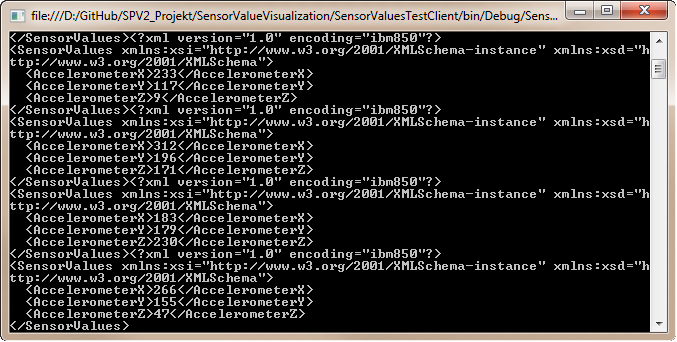 file:///D:/GitHub/SPV2_Projekt/SensorValueVisualization/SensorValuesTestClient/bin/Debug/Sens...
</SensorValues><?xml version="1.0" encoding="ibm850"?>
<SensorValues xmlns:xsi="http://www.w3.org/2001/XMLSchema-instance" xmlns:xsd="h
ttp://www.w3.org/2001/XMLSchema">
  <AccelerometerX>233</AccelerometerX>
  <AccelerometerY>117</AccelerometerY>
  <AccelerometerZ>9</AccelerometerZ>
</SensorValues><?xml version="1.0" encoding="ibm850"?>
<SensorValues xmlns:xsi="http://www.w3.org/2001/XMLSchema-instance" xmlns:xsd="h
ttp://www.w3.org/2001/XMLSchema">
  <AccelerometerX>312</AccelerometerX>
  <AccelerometerY>196</AccelerometerY>
  <AccelerometerZ>171</AccelerometerZ>
</SensorValues><?xml version="1.0" encoding="ibm850"?>
<SensorValues xmlns:xsi="http://www.w3.org/2001/XMLSchema-instance" xmlns:xsd="h
ttp://www.w3.org/2001/XMLSchema">
  <AccelerometerX>183</AccelerometerX>
  <AccelerometerY>179</AccelerometerY>
  <AccelerometerZ>230</AccelerometerZ>
</SensorValues><?xml version="1.0" encoding="ibm850"?>
<SensorValues xmlns:xsi="http://www.w3.org/2001/XMLSchema-instance" xmlns:xsd="h
ttp://www.w3.org/2001/XMLSchema">
  <AccelerometerX>266</AccelerometerX>
  <AccelerometerY>155</AccelerometerY>
  <AccelerometerZ>47</AccelerometerZ>
</SensorValues>